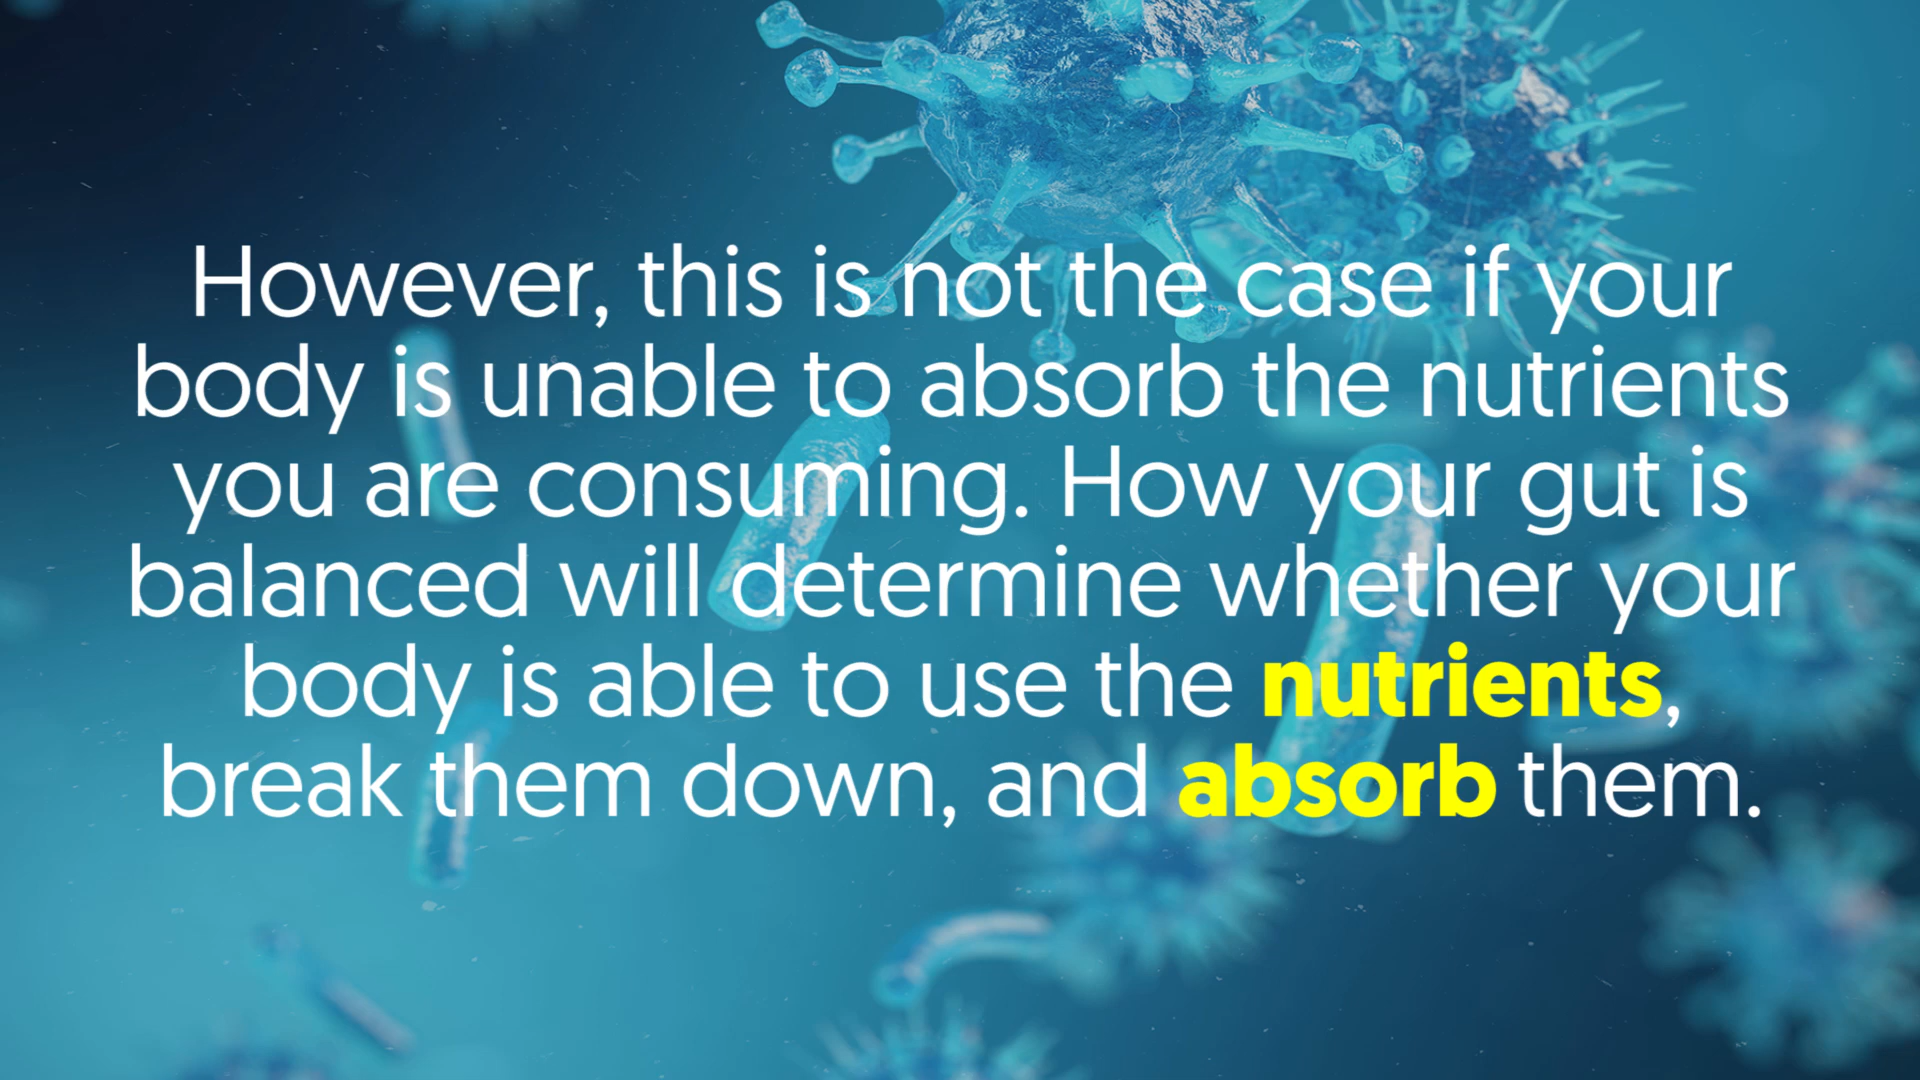 However, this is not the case if your
body is unable to absorb the nutrients
you are consuming. How your gut is
balanced will determine whether your
body is able to use the nutrients,
break them down, and absorb them.